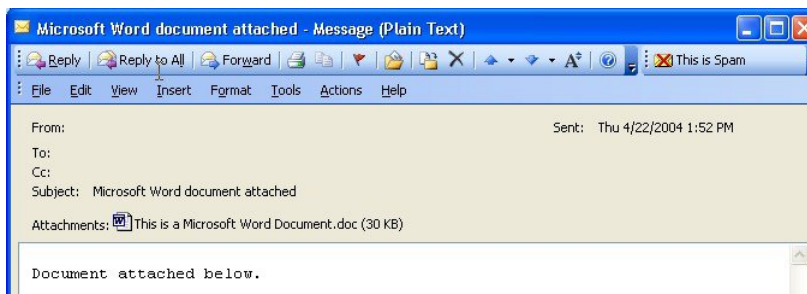 Microsoft Word document attached - Message (Plain Text)
Reply Reply to All Forward This is Spam
File Edit View Insert Format Tools Actions Help
From: Sent: Thu 4/22/2004 1:52 PM
To:
Cc:
Subject: Microsoft Word document attached
Attachments: This is a Microsoft Word Document.doc (30 KB)
Document attached below.